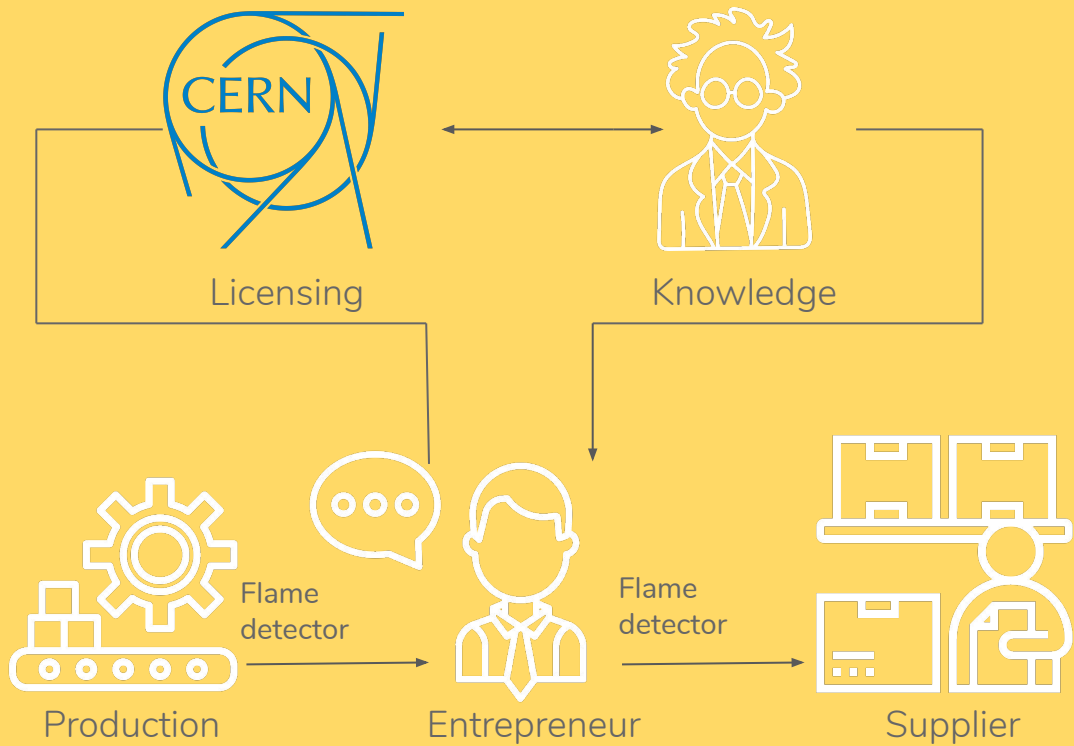 CERN
Licensing
Knowledge
Flame
detector
Flame
detector
Production
Entrepreneur
Supplier